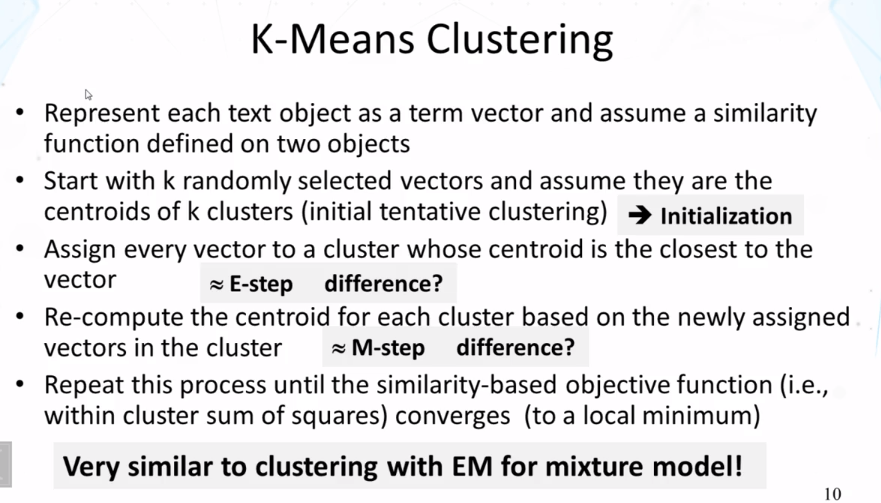 K-Means Clustering
• Represent each text object as a term vector and assume a similarity
function defined on two objects
• Start with k randomly selected vectors and assume they are the
centroids of k clusters (initial tentative clustering) ➔ Initialization
• Assign every vector to a cluster whose centroid is the closest to the
vector ≈ E-step difference?
• Re-compute the centroid for each cluster based on the newly assigned
vectors in the cluster ≈ M-step difference?
• Repeat this process until the similarity-based objective function (i.e.,
within cluster sum of squares) converges (to a local minimum)
Very similar to clustering with EM for mixture model!
10